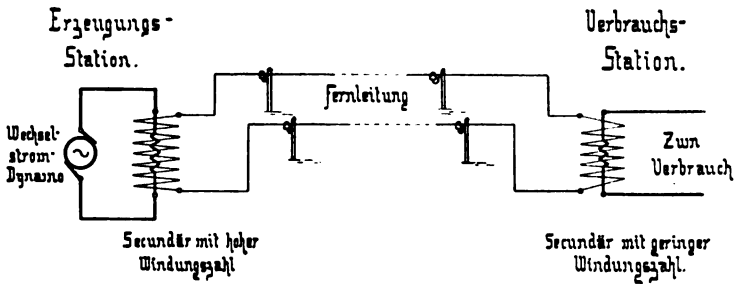 Erzeugungs-
Station.
Verbrauchs-
Station.
Fernleitung
Wechsel-
strom-
Dynamo
~
Zum
Verbrauch
Secundär mit hoher
Windungszahl
Secundär mit geringer
Windungszahl.